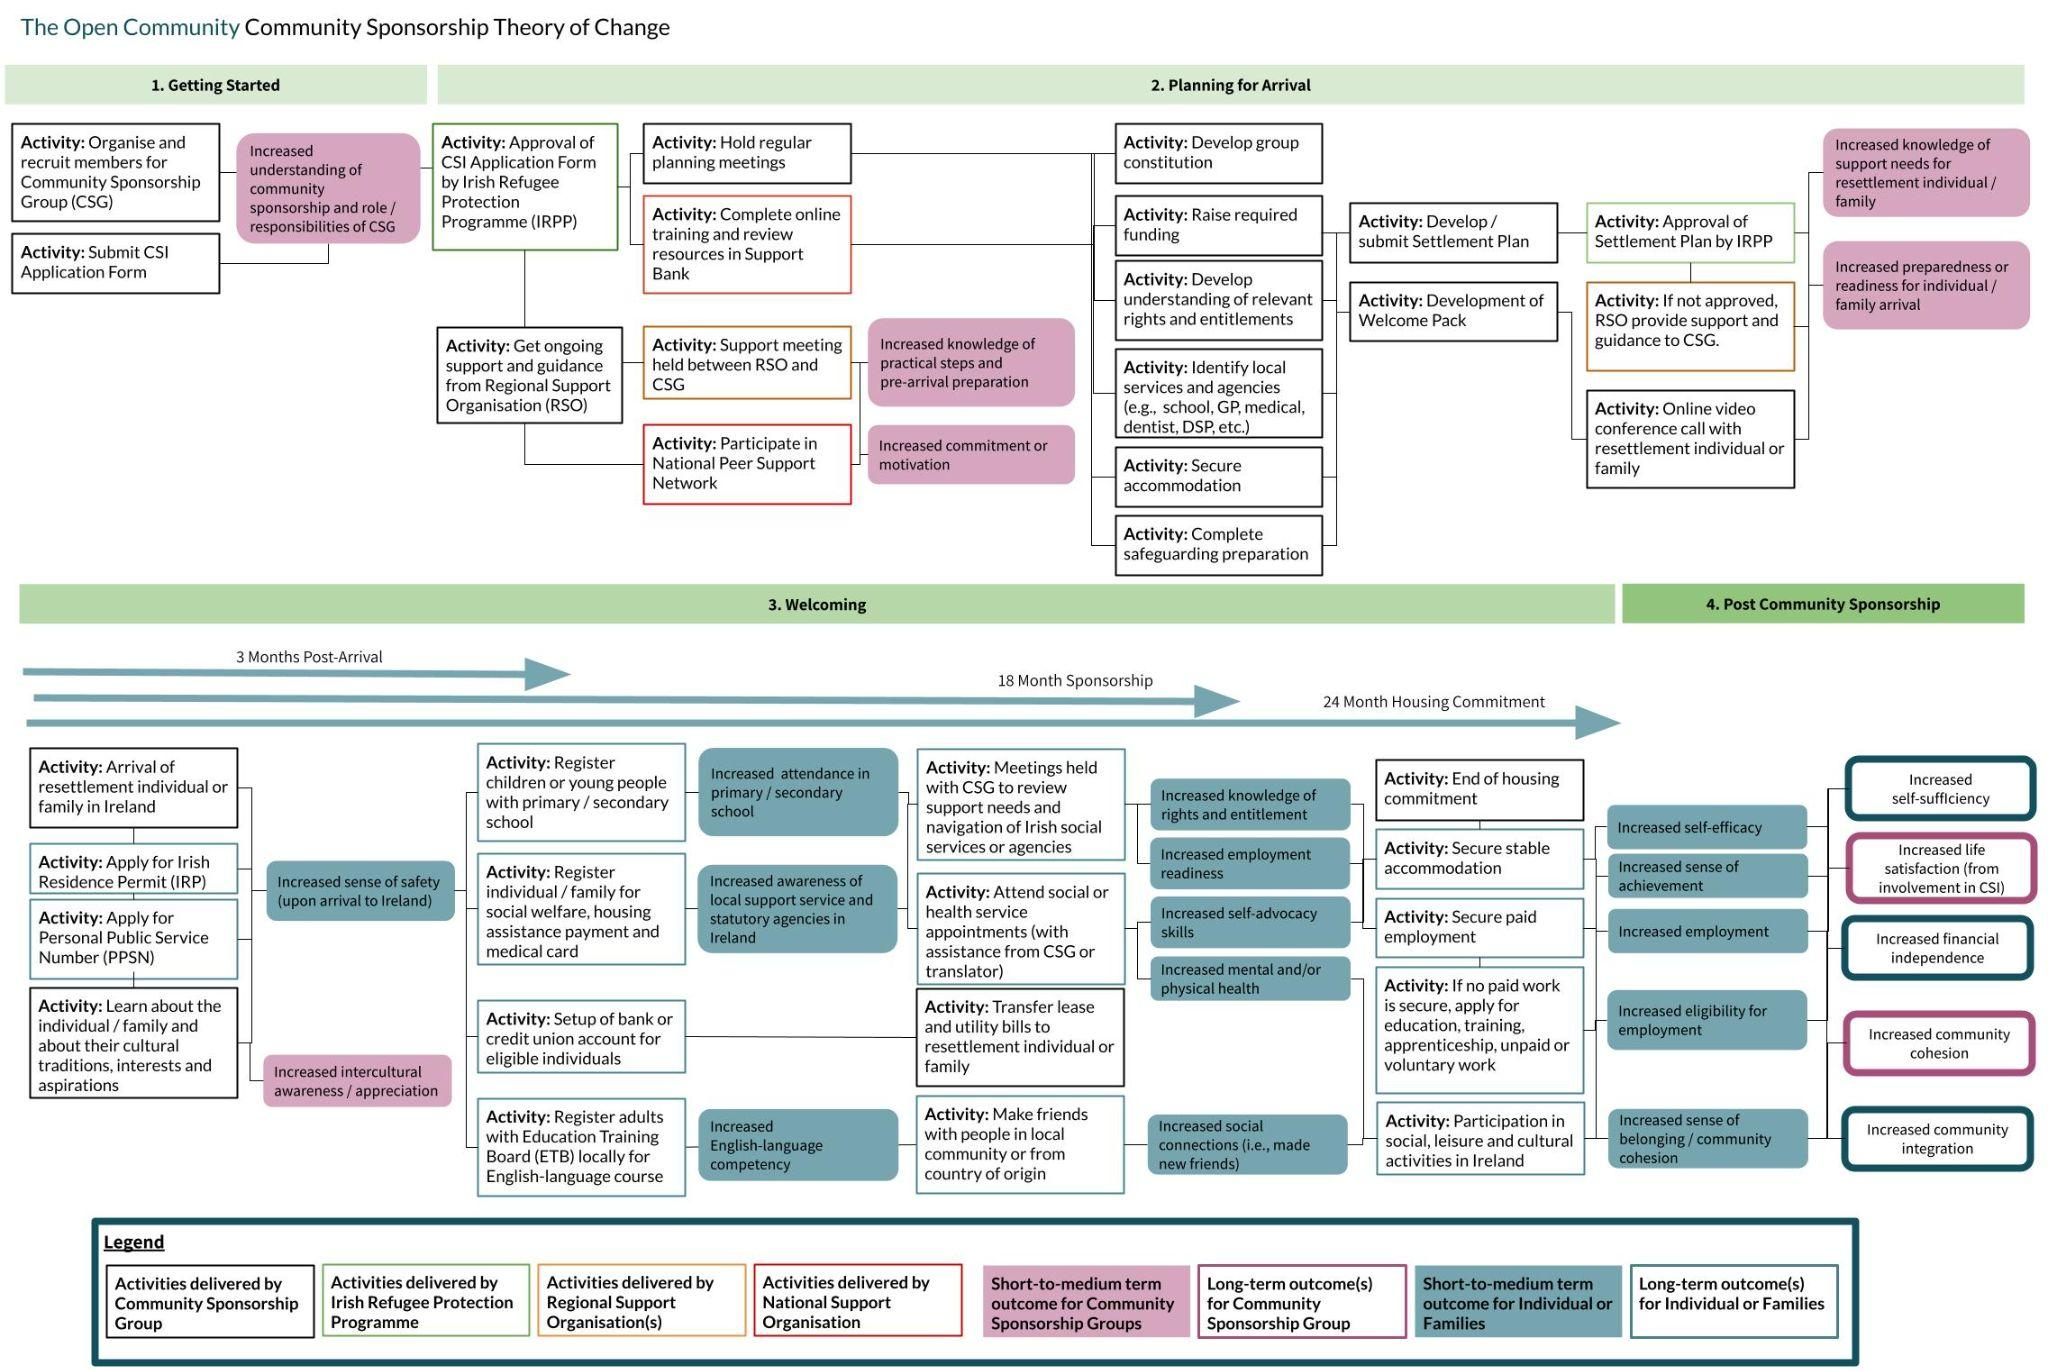 The Open Community Community Sponsorship Theory of Change
1. Getting Started
2. Planning for Arrival
Activity: Organise and
recruit members for
Community Sponsorship
Group (CSG)
Activity: Submit CSI
Application Form
Increased
understanding of
community
sponsorship and role /
responsibilities of CSG
Activity: Approval of
CSI Application Form
by Irish Refugee
Protection
Programme (IRPP)
Activity: Get ongoing
support and guidance
from Regional Support
Organisation (RSO)
Activity: Hold regular
planning meetings
Activity: Complete online
training and review
resources in Support
Bank
Activity: Support meeting
held between RSO and
CSG
Activity: Participate in
National Peer Support
Network
Increased knowledge of
practical steps and
pre-arrival preparation
Increased commitment or
motivation
Activity: Develop group
constitution
Activity: Raise required
funding
Activity: Develop
understanding of relevant
rights and entitlements
Activity: Identify local
services and agencies
(e.g., school, GP, medical,
dentist, DSP, etc.)
Activity: Secure
accommodation
Activity: Complete
safeguarding preparation
Activity: Develop /
submit Settlement Plan
Activity: Development of
Welcome Pack
Activity: Approval of
Settlement Plan by IRPP
Activity: If not approved,
RSO provide support and
guidance to CSG.
Activity: Online video
conference call with
resettlement individual or
family
Increased knowledge of
support needs for
resettlement individual /
family
Increased preparedness or
readiness for individual /
family arrival
3. Welcoming
4. Post Community Sponsorship
3 Months Post-Arrival
18 Month Sponsorship
24 Month Housing Commitment
Activity: Arrival of
resettlement individual or
family in Ireland
Activity: Apply for Irish
Residence Permit (IRP)
Activity: Apply for
Personal Public Service
Number (PPSN)
Activity: Learn about the
individual / family and
about their cultural
traditions, interests and
aspirations
Increased sense of safety
(upon arrival to Ireland)
Increased intercultural
awareness / appreciation
Activity: Register
children or young people
with primary / secondary
school
Activity: Register
individual / family for
social welfare, housing
assistance payment and
medical card
Activity: Setup of bank or
credit union account for
eligible individuals
Activity: Register adults
with Education Training
Board (ETB) locally for
English-language course
Increased attendance in
primary / secondary
school
Increased awareness of
local support service and
statutory agencies in
Ireland
Increased
English-language
competency
Activity: Meetings held
with CSG to review
support needs and
navigation of Irish social
services or agencies
Activity: Attend social or
health service
appointments (with
assistance from CSG or
translator)
Activity: Transfer lease
and utility bills to
resettlement individual or
family
Activity: Make friends
with people in local
community or from
country of origin
Increased knowledge of
rights and entitlement
Increased employment
readiness
Increased self-advocacy
skills
Increased mental and/or
physical health
Increased social
connections (i.e., made
new friends)
Activity: End of housing
commitment
Activity: Secure stable
accommodation
Activity: Secure paid
employment
Activity: If no paid work
is secure, apply for
education, training,
apprenticeship, unpaid or
voluntary work
Activity: Participation in
social, leisure and cultural
activities in Ireland
Increased self-efficacy
Increased sense of
achievement
Increased employment
Increased eligibility for
employment
Increased sense of
belonging / community
cohesion
Increased
self-sufficiency
Increased life
satisfaction (from
involvement in CSI)
Increased financial
independence
Increased community
cohesion
Increased community
integration
Legend
Activities delivered by
Community Sponsorship
Group
Activities delivered by
Irish Refugee Protection
Programme
Activities delivered by
Regional Support
Organisation(s)
Activities delivered by
National Support
Organisation
Short-to-medium term
outcome for Community
Sponsorship Groups
Long-term outcome(s)
for Community
Sponsorship Group
Short-to-medium term
outcome for Individual or
Families
Long-term outcome(s)
for Individual or Families